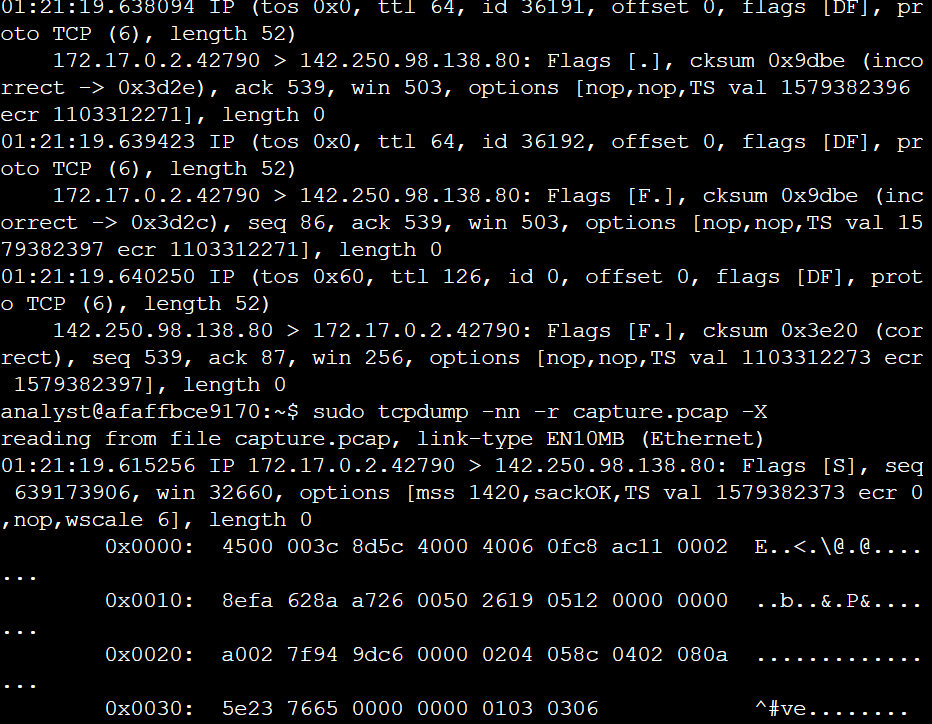 01:21:19.638094 IP (tos 0x0, ttl 64, id 36191, offset 0, flags [DF], pr
oto TCP (6), length 52)
    172.17.0.2.42790 > 142.250.98.138.80: Flags [.], cksum 0x9dbe (inco
rrect -> 0x3d2e), ack 539, win 503, options [nop,nop,TS val 1579382396 
ecr 1103312271], length 0
01:21:19.639423 IP (tos 0x0, ttl 64, id 36192, offset 0, flags [DF], pr
oto TCP (6), length 52)
    172.17.0.2.42790 > 142.250.98.138.80: Flags [F.], cksum 0x9dbe (inc
orrect -> 0x3d2c), seq 86, ack 539, win 503, options [nop,nop,TS val 15
79382397 ecr 1103312271], length 0
01:21:19.640250 IP (tos 0x60, ttl 126, id 0, offset 0, flags [DF], prot
o TCP (6), length 52)
    142.250.98.138.80 > 172.17.0.2.42790: Flags [F.], cksum 0x3e20 (cor
rect), seq 539, ack 87, win 256, options [nop,nop,TS val 1103312273 ecr
 1579382397], length 0
analyst@afaffbce9170:~$ sudo tcpdump -nn -r capture.pcap -X
reading from file capture.pcap, link-type EN10MB (Ethernet)
01:21:19.615256 IP 172.17.0.2.42790 > 142.250.98.138.80: Flags [S], seq
 639173906, win 32660, options [mss 1420,sackOK,TS val 1579382373 ecr 0
,nop,wscale 6], length 0
        0x0000:  4500 003c 8d5c 4000 4006 0fc8 ac11 0002  E..<.\@.@....
...
        0x0010:  8efa 628a a726 0050 2619 0512 0000 0000  ..b..&.P&....
...
        0x0020:  a002 7f94 9dc6 0000 0204 058c 0402 080a  .............
...
        0x0030:  5e23 7665 0000 0000 0103 0306            ^#ve........